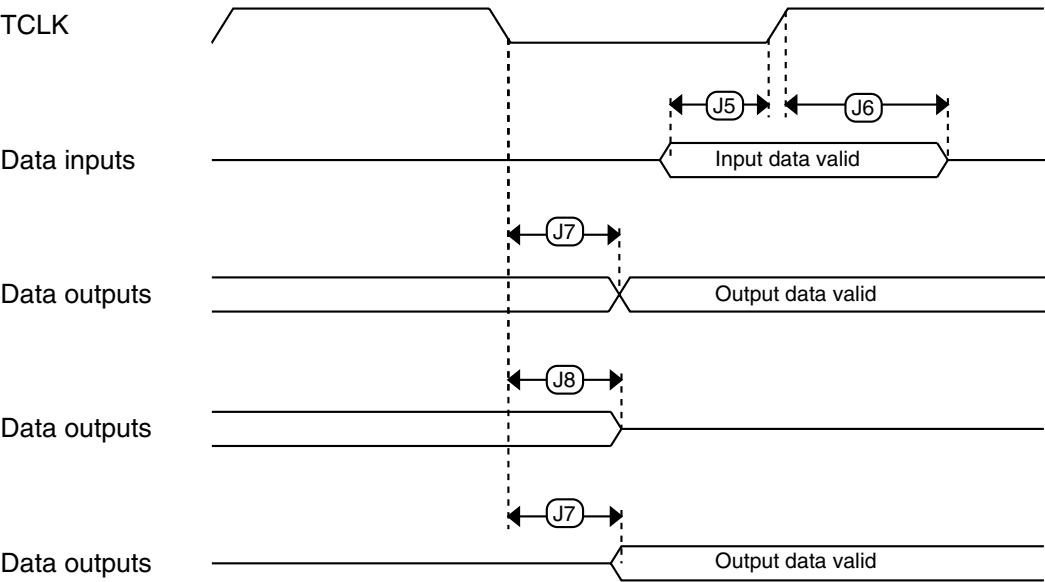 TCLK
J5
J6
Data inputs
Input data valid
J7
Data outputs
Output data valid
J8
Data outputs
J7
Data outputs
Output data valid